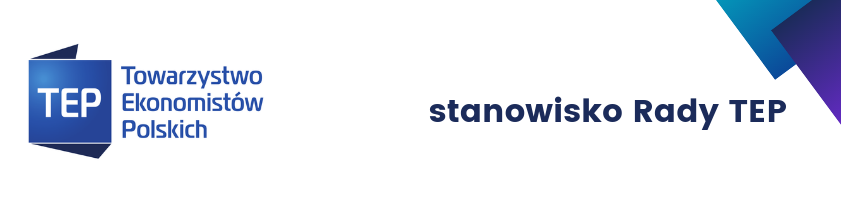 TEP
Towarzystwo
Ekonomistów
Polskich
stanowisko Rady TEP